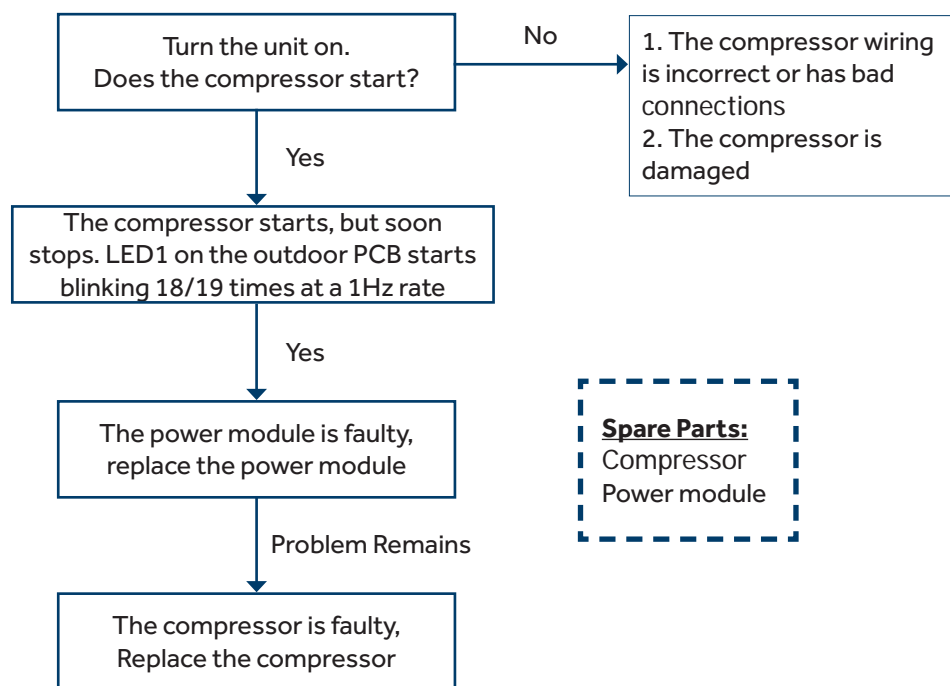 Turn the unit on.
Does the compressor start?
No
1. The compressor wiring
is incorrect or has bad
connections
2. The compressor is
damaged
Yes
The compressor starts, but soon
stops. LED1 on the outdoor PCB starts
blinking 18/19 times at a 1Hz rate
Yes
The power module is faulty,
replace the power module
Spare Parts:
Compressor
Power module
Problem Remains
The compressor is faulty,
Replace the compressor